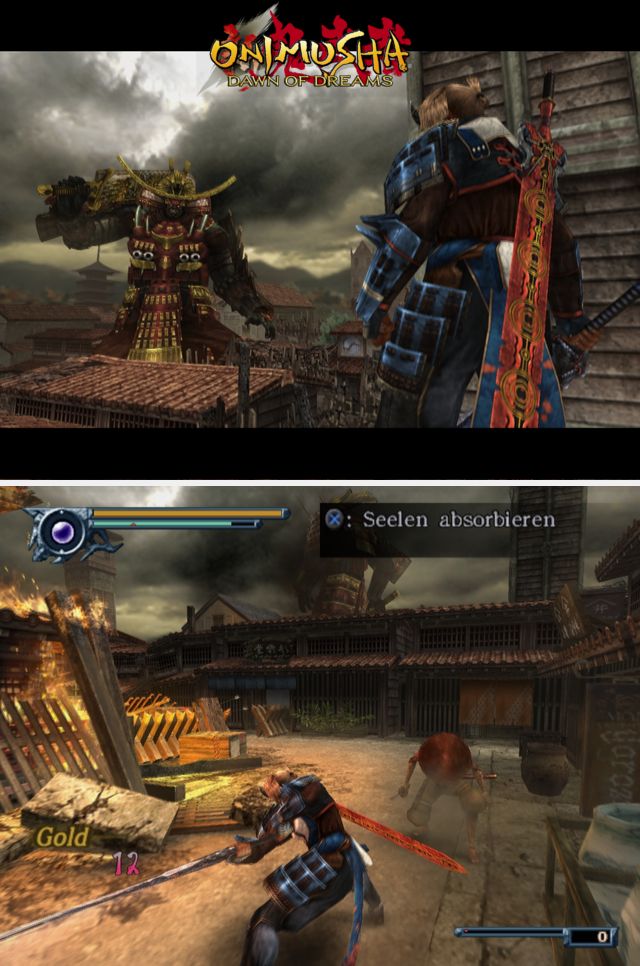 ONIMUSHA
DAWN OF DREAMS
X: Seelen absorbieren
Gold
12
0